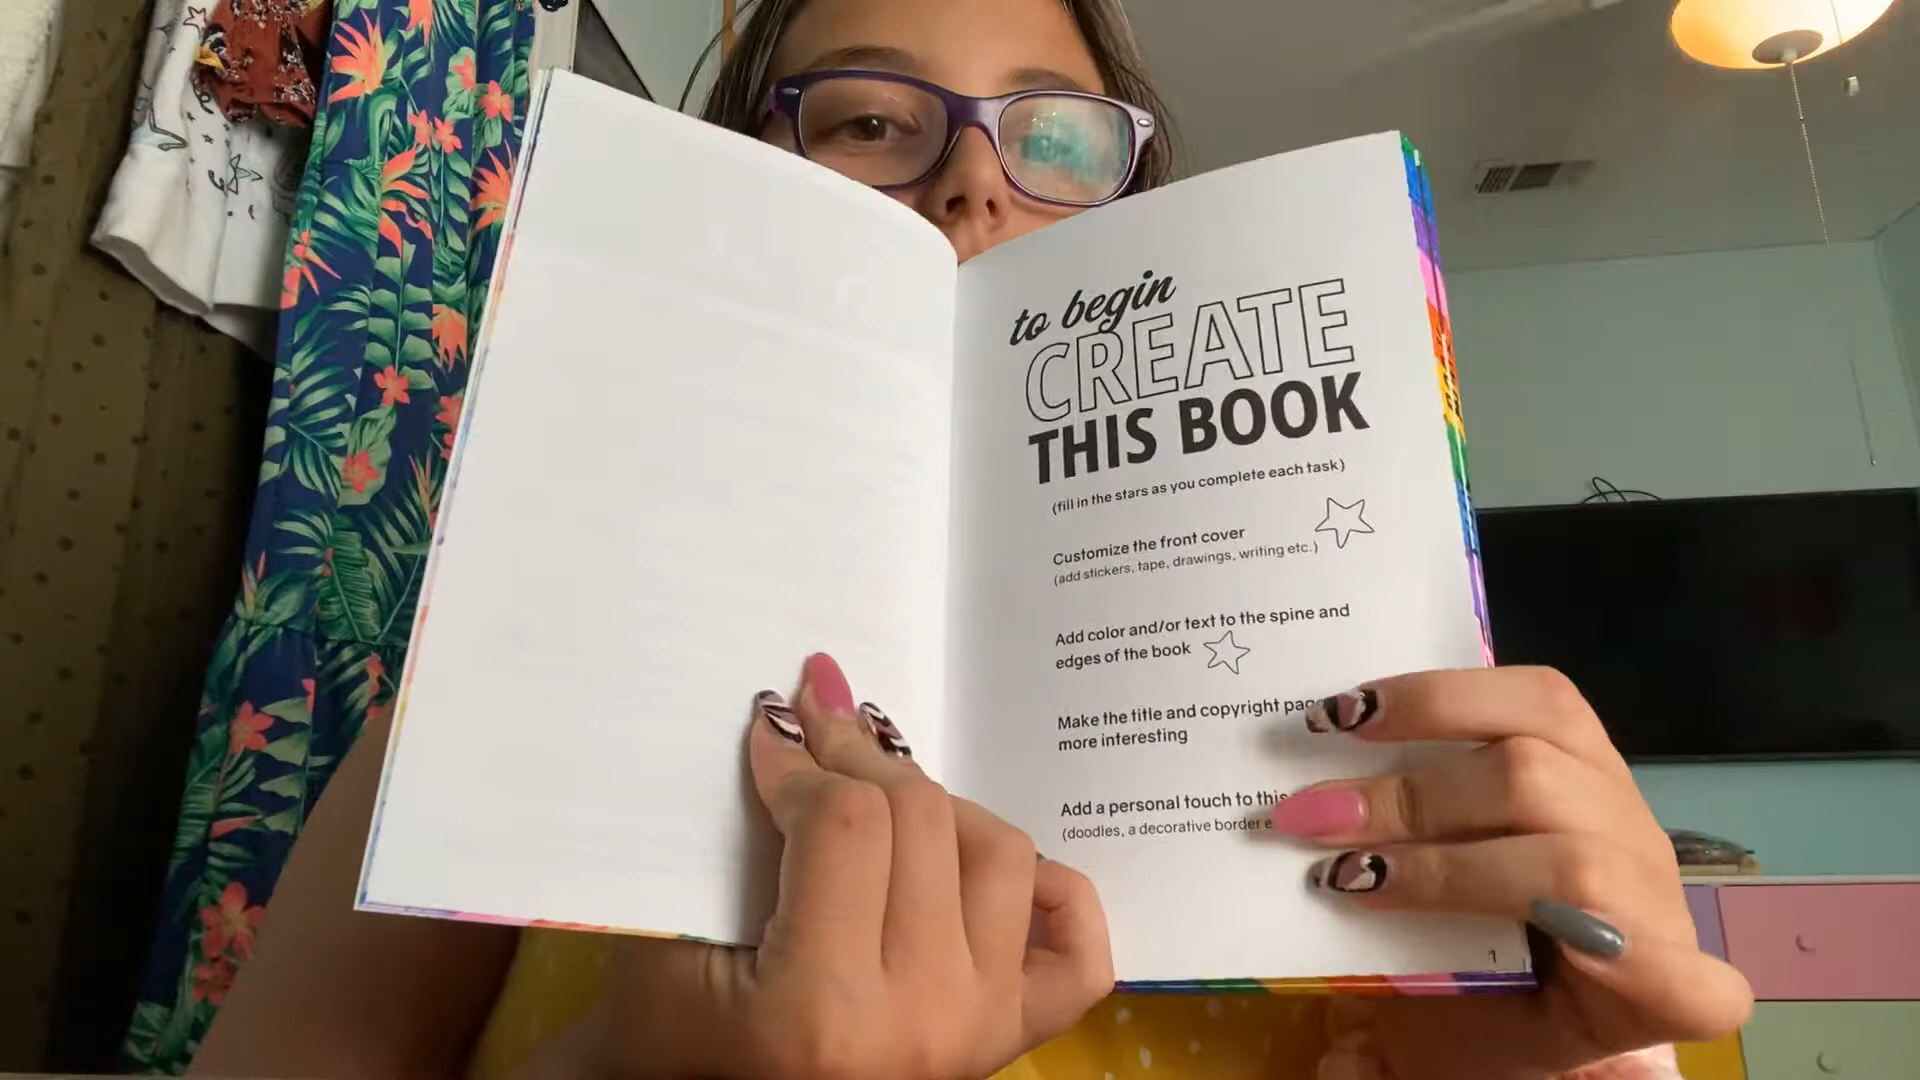 to begin
CREATE
THIS BOOK
(fill in the stars as you complete each task)
Customize the front cover
(add stickers, tape, drawings, writing etc.)
Add color and/or text to the spine and
edges of the book
Make the title and copyright
more interesting
Add a personal touch to this
(doodles, a decorative border
1